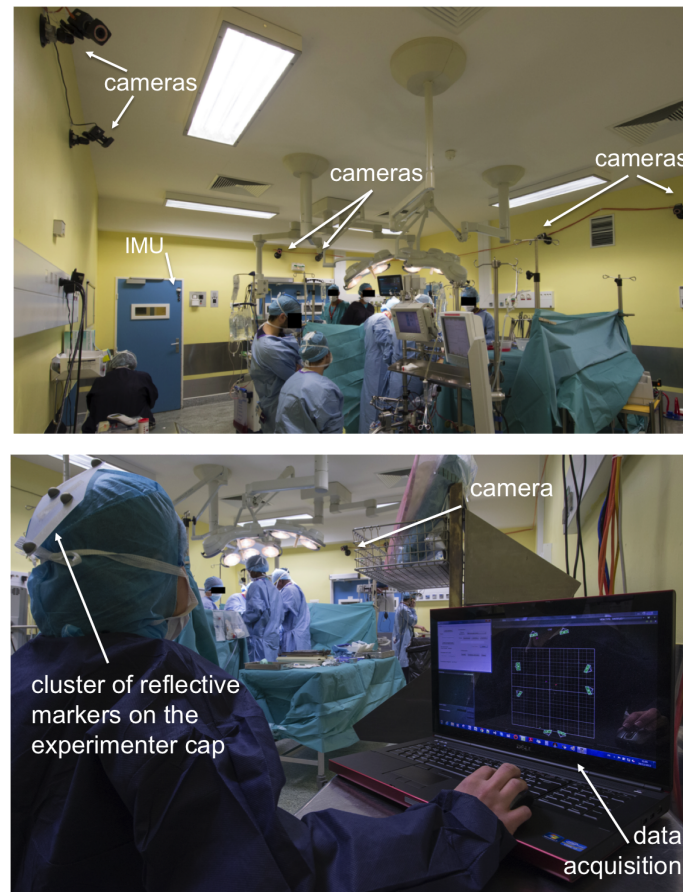 cameras
cameras
cameras
IMU
camera
cluster of reflective
markers on the
experimenter cap
data
acquisition